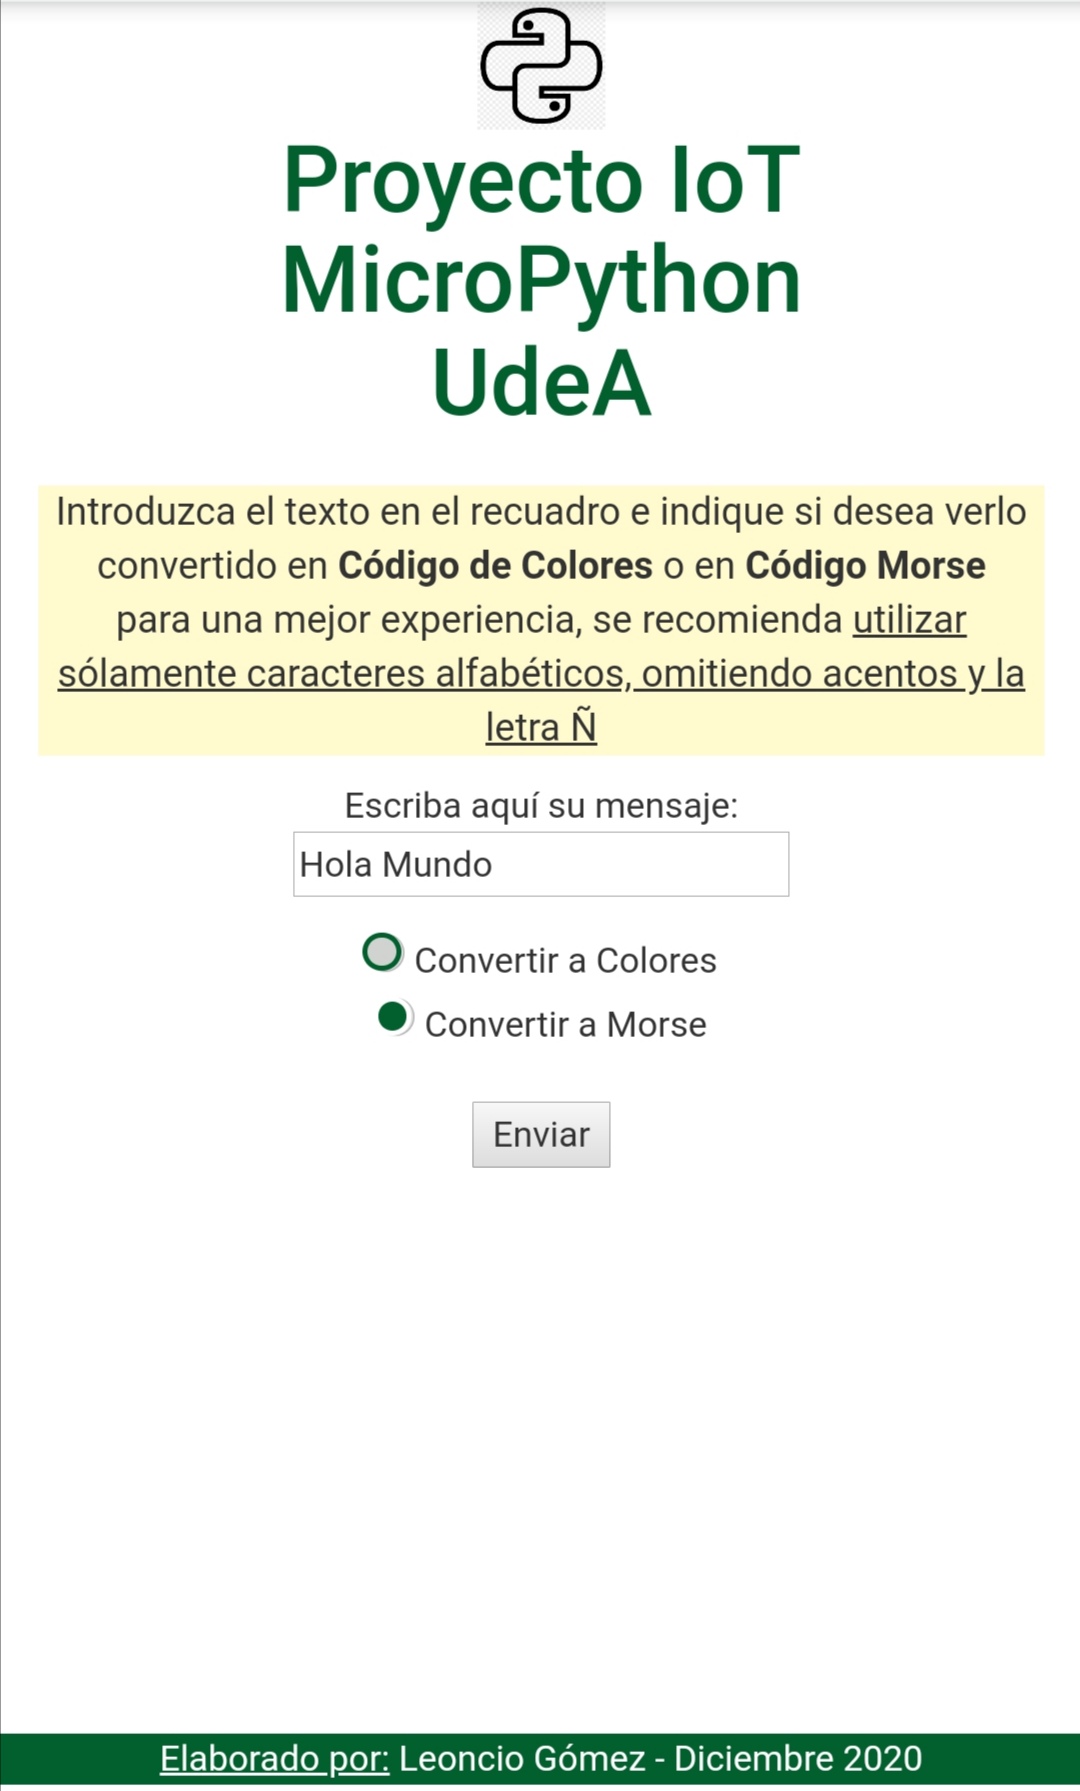 Proyecto IoT
MicroPython
UdeA
Introduzca el texto en el recuadro e indique si desea verlo
convertido en Código de Colores o en Código Morse
para una mejor experiencia, se recomienda utilizar
sólamente caracteres alfabéticos, omitiendo acentos y la
letra Ñ
Escriba aquí su mensaje:
Hola Mundo
Convertir a Colores
Convertir a Morse
Enviar
Elaborado por: Leoncio Gómez - Diciembre 2020